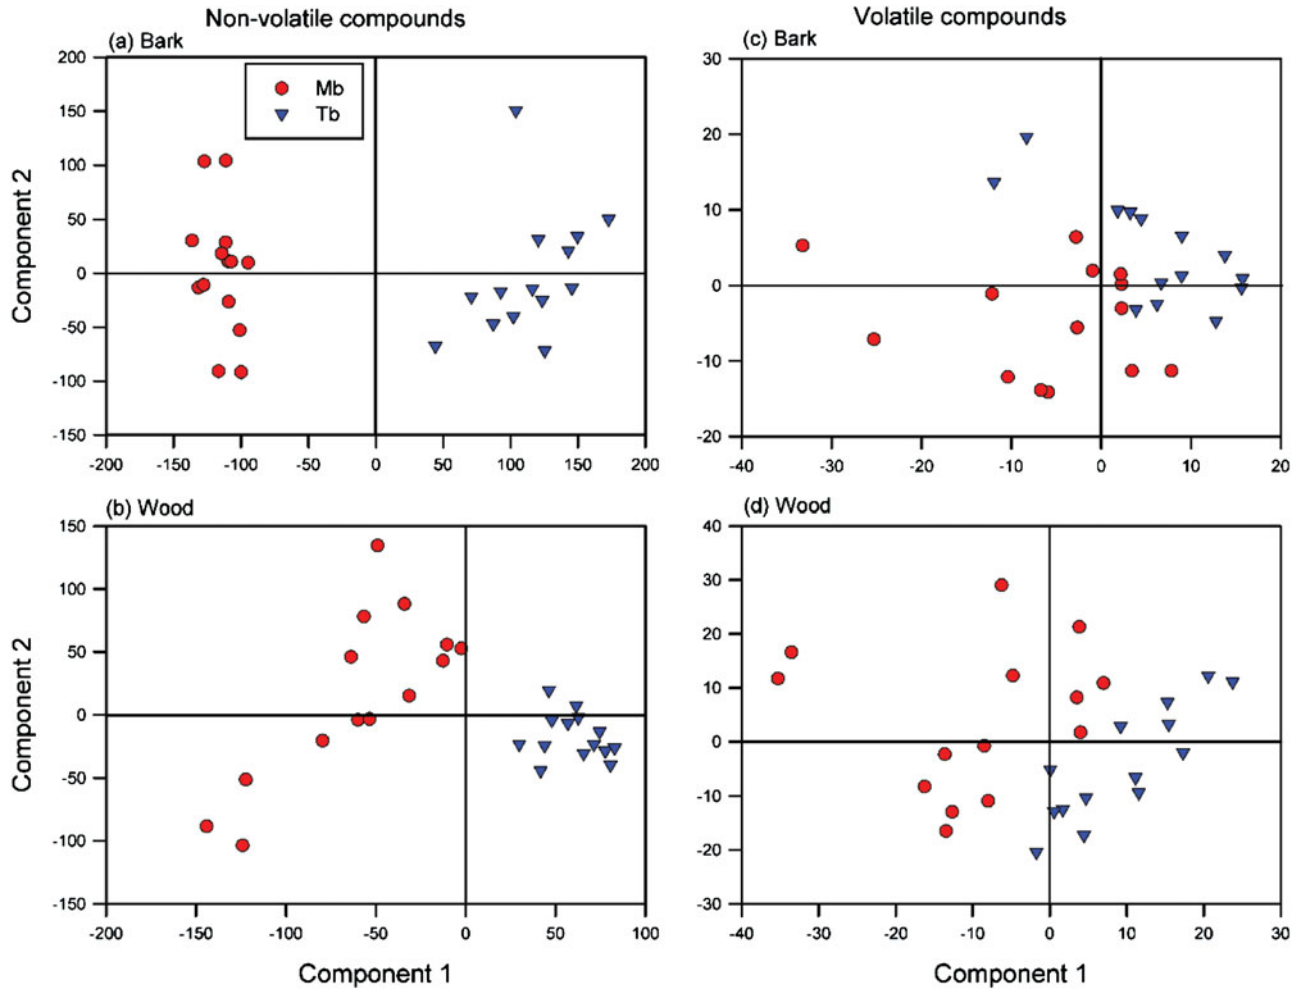 Non-volatile compounds
Volatile compounds
(a) Bark
Mb
Tb
200
150
100
50
0
-50
-100
-150
-200 -150 -100 -50 0 50 100 150 200
(c) Bark
30
20
10
0
-10
-20
-40 -30 -20 -10 0 10 20
Component 2
(b) Wood
150
100
50
0
-50
-100
-150
-200 -150 -100 -50 0 50 100
(d) Wood
40
30
20
10
0
-10
-20
-30
-40 -30 -20 -10 0 10 20 30
Component 2
Component 1
Component 1